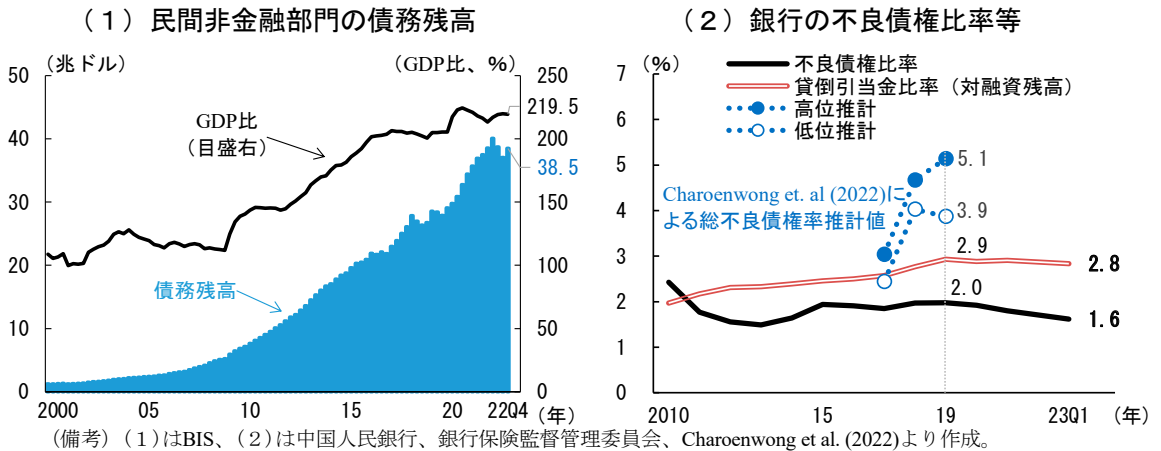 （１）民間非金融部門の債務残高
（兆ドル）
（GDP比、％）
50
40
30
20
10
0
250
219.5
200
38.5
150
100
50
0
GDP比
（目盛右）
債務残高
2000
05
10
15
20
22Q4
（年）
（２）銀行の不良債権比率等
（％）
7
6
5
4
3
2
1
0
不良債権比率
貸倒引当金比率（対融資残高）
高位推計
低位推計
Charoenwong et. al (2022)に
よる総不良債権率推計値
5.1
3.9
2.9
2.8
2.0
1.6
2010
15
19
23Q1
（年）
（備考）（１）はBIS、（２）は中国人民銀行、銀行保険監督管理委員会、Charoenwong et al. (2022)より作成。